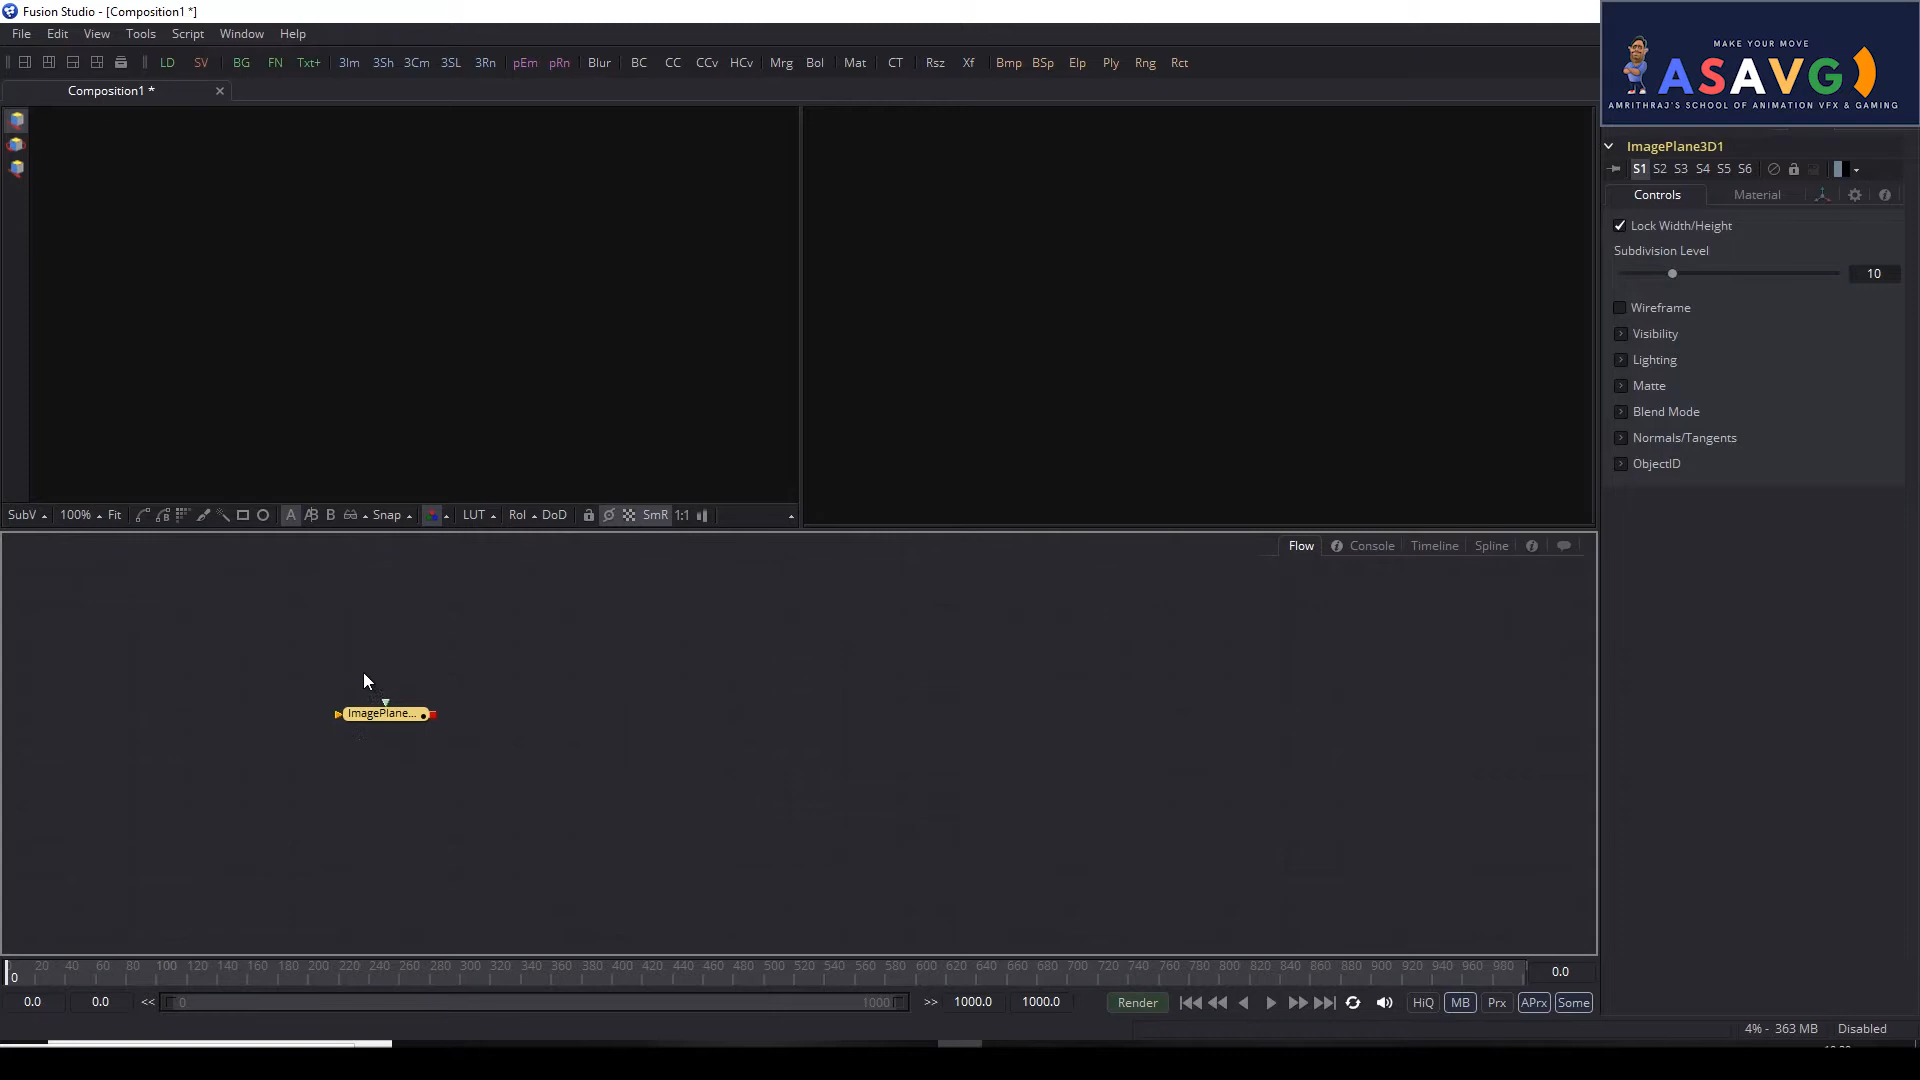 Fusion Studio - [Composition1 *]
File Edit View Tools Script Window Help
LD SV BG FN Txt+ 3Im 3Sh 3Cm 3SL 3Rn pEm pRn Blur BC CC CCv HCv Mrg Bol Mat CT Rsz Xf Bmp BSp Elp Ply Rng Rct
Composition1 *
MAKE YOUR MOVE
ASAVG
AMRITHRAJ'S SCHOOL OF ANIMATION VFX & GAMING
ImagePlane3D1
S1 S2 S3 S4 S5 S6
Controls Material
Lock Width/Height
Subdivision Level
10
Wireframe
Visibility
Lighting
Matte
Blend Mode
Normals/Tangents
ObjectID
SubV 100% Fit A AB B Snap LUT RoI DoD SmR 1:1
Flow Console Timeline Spline
ImagePlane...
0 20 40 60 80 100 120 140 160 180 200 220 240 260 280 300 320 340 360 380 400 420 440 460 480 500 520 540 560 580 600 620 640 660 680 700 720 740 760 780 800 820 840 860 880 900 920 940 960 980
0.0
0.0 0.0 << 0 1000 >> 1000.0 1000.0 Render HiQ MB Prx APrx Some
4% - 363 MB Disabled